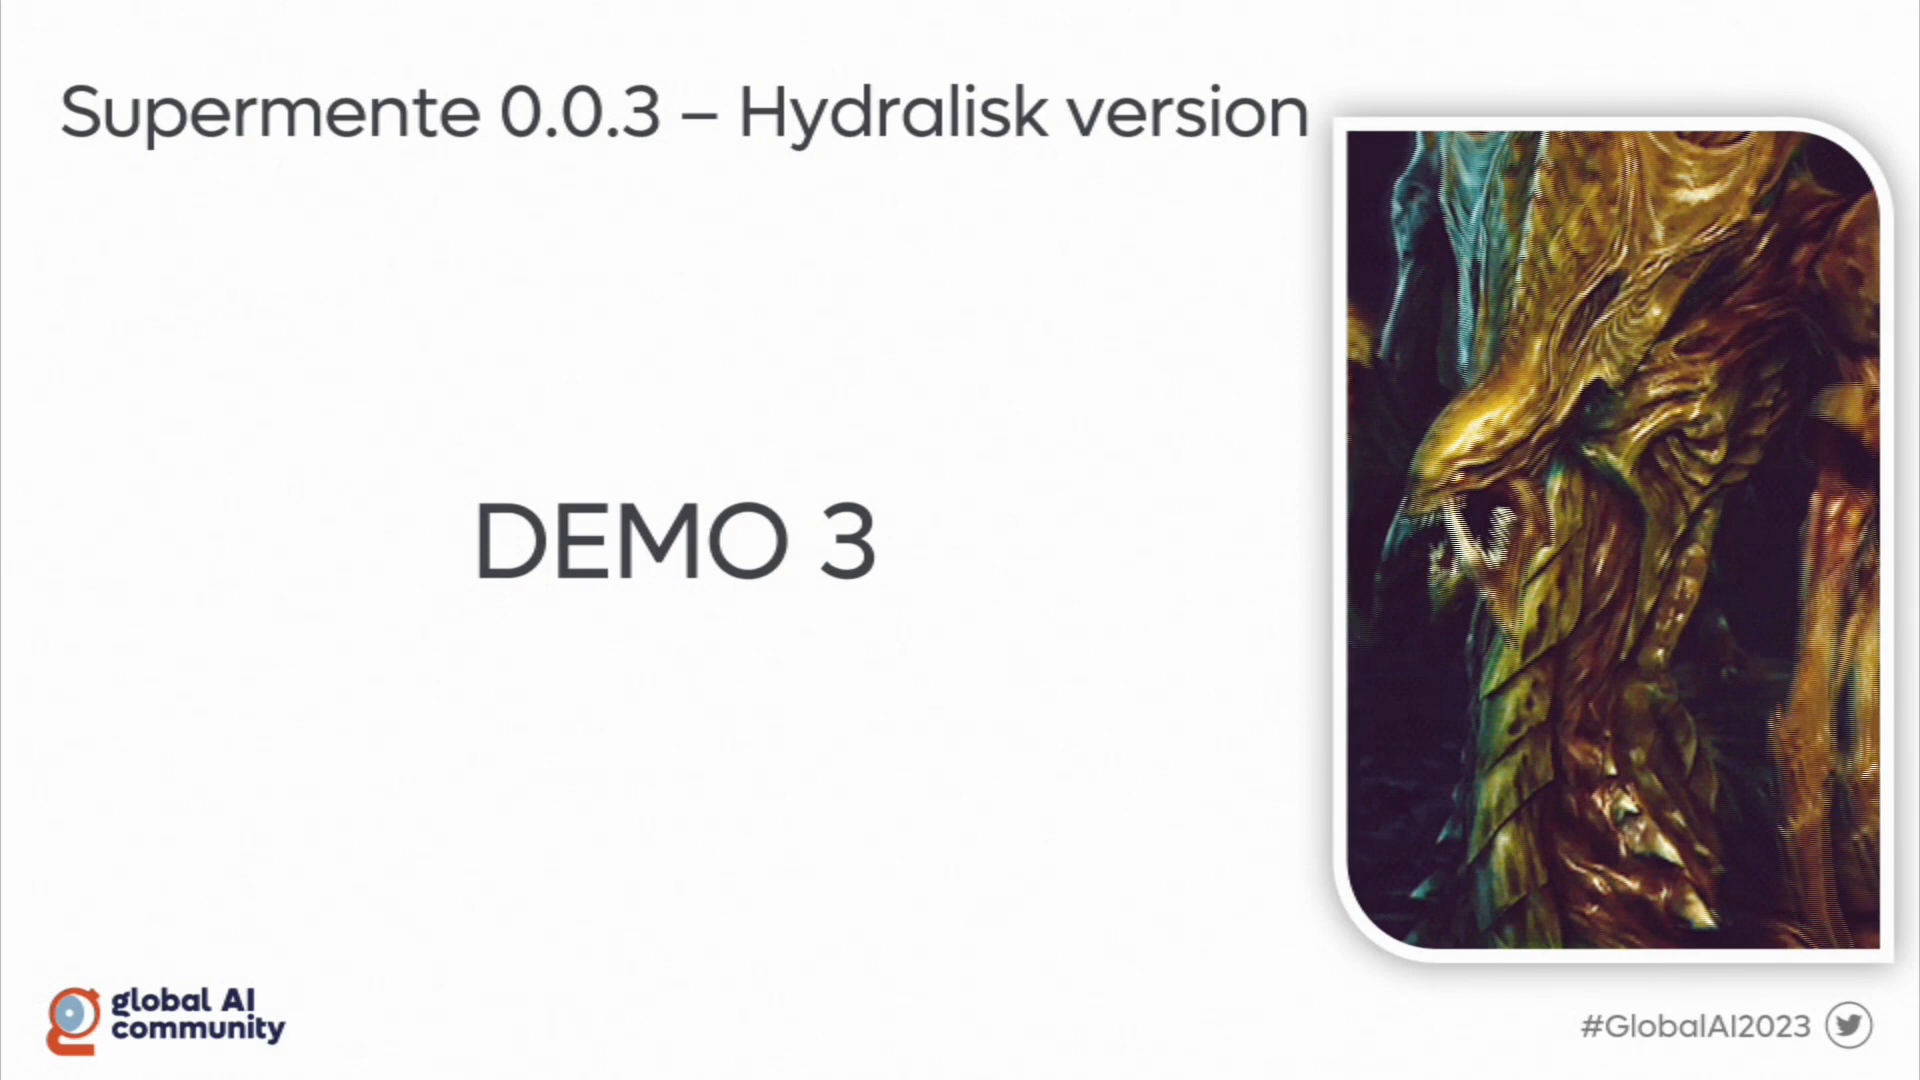 Supermente 0.0.3 – Hydralisk version
DEMO 3
global AI
community
#GlobalAI2023